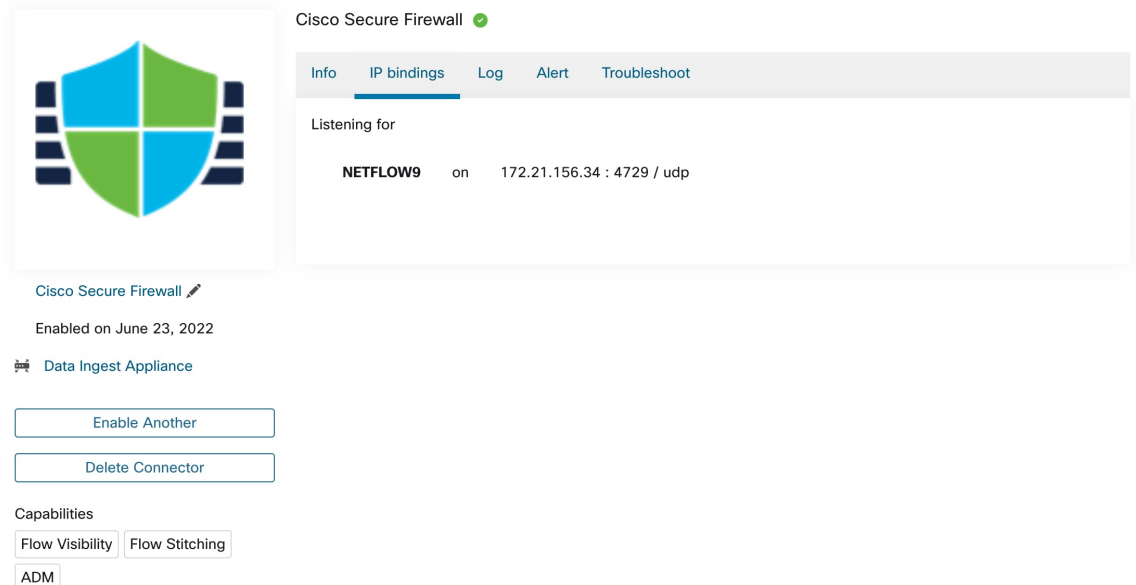 Cisco Secure Firewall
Info IP bindings Log Alert Troubleshoot
Listening for
NETFLOW9 on 172.21.156.34 : 4729 / udp
Cisco Secure Firewall
Enabled on June 23, 2022
Data Ingest Appliance
Enable Another
Delete Connector
Capabilities
Flow Visibility Flow Stitching
ADM